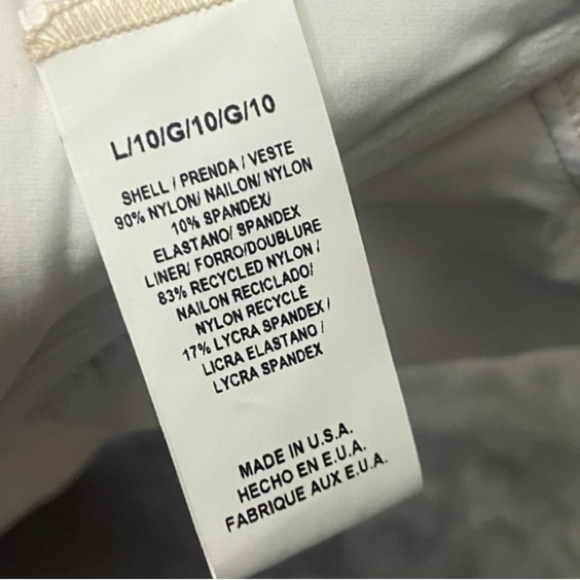 L/10/G/10/G/10
SHELL / PRENDA / VESTE
90% NYLON/ NAILON/ NYLON
10% SPANDEX/
ELASTANO/ SPANDEX
LINER/ FORRO/DOUBLURE
83% RECYCLED NYLON /
NAILON RECICLADO/
NYLON RECYCLÉ
17% LYCRA SPANDEX /
LICRA ELASTANO /
LYCRA SPANDEX
MADE IN U.S.A.
HECHO EN E.U.A.
FABRIQUE AUX E.U.A.